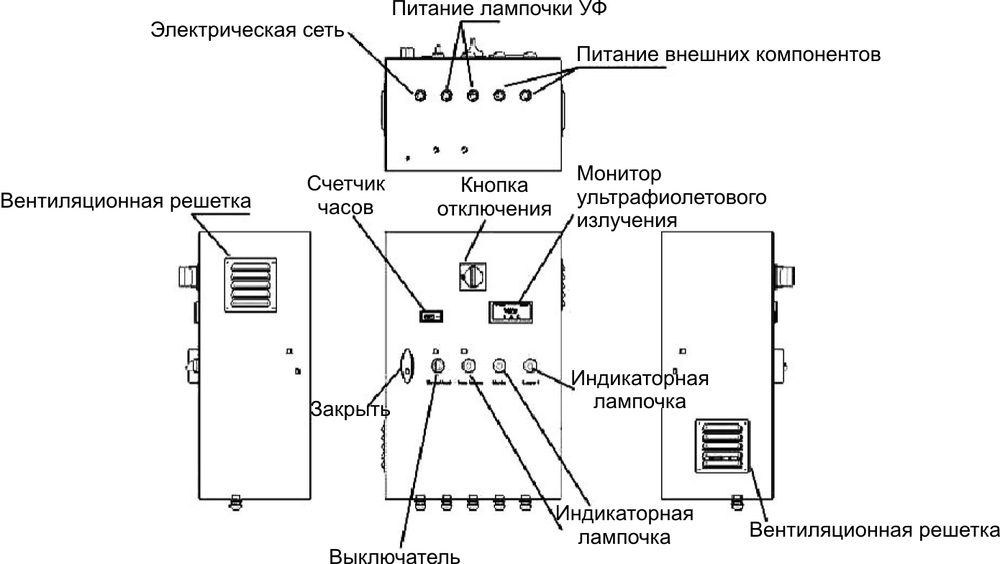 Питание лампочки УФ
Электрическая сеть
Питание внешних компонентов
Счетчик
часов
Кнопка
отключения
Монитор
ультрафиолетового
излучения
Вентиляционная решетка
Индикаторная
лампочка
Закрыть
Индикаторная
лампочка
Вентиляционная решетка
Выключатель